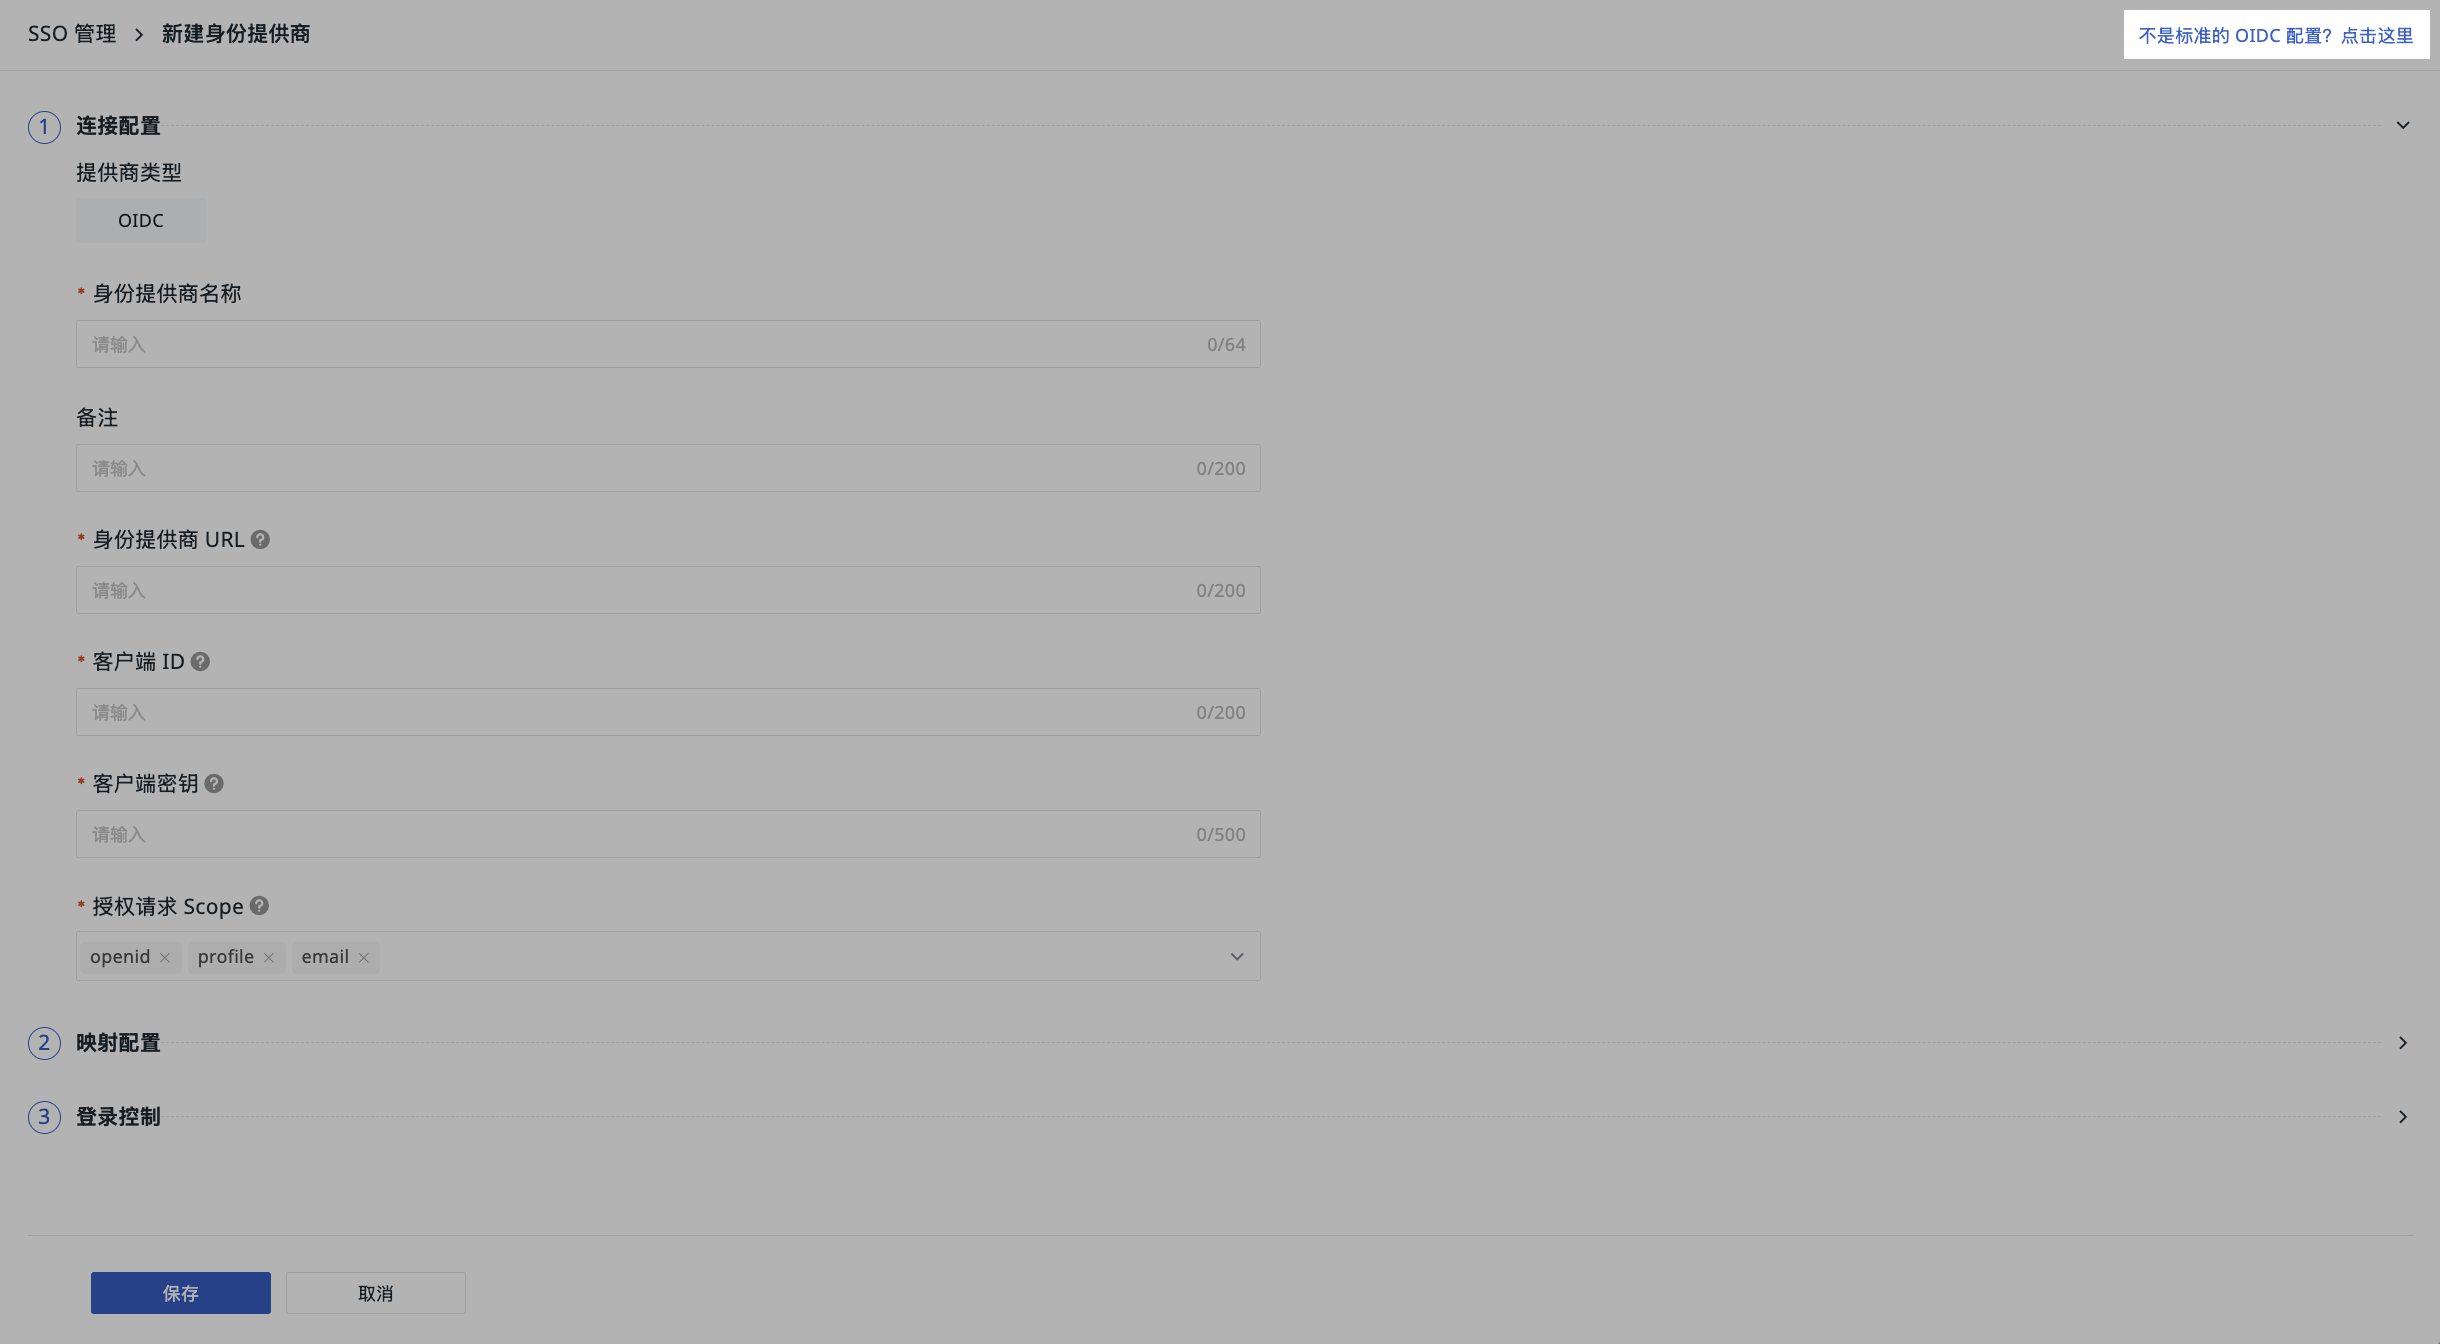 SSO 管理 > 新建身份提供商
不是标准的 OIDC 配置？点击这里
1 连接配置
提供商类型
OIDC
* 身份提供商名称
请输入 0/64
备注
请输入 0/200
* 身份提供商 URL ?
请输入 0/200
* 客户端 ID ?
请输入 0/200
* 客户端密钥 ?
请输入 0/500
* 授权请求 Scope ?
openid × profile × email ×
2 映射配置
3 登录控制
保存 取消